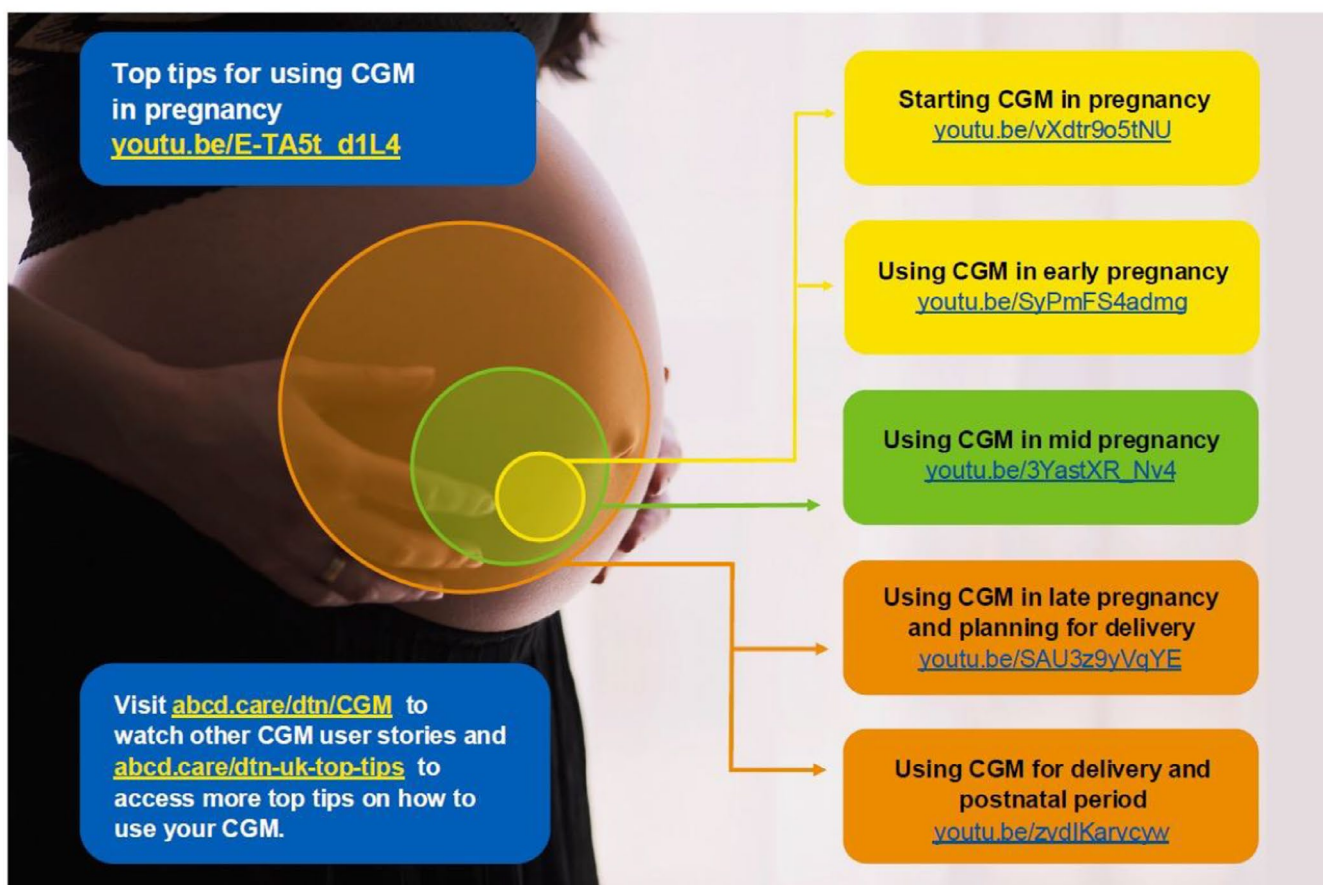 Top tips for using CGM
in pregnancy
youtu.be/E-TA5t_d1L4
Starting CGM in pregnancy
youtu.be/vXdtr9o5tNU
Using CGM in early pregnancy
youtu.be/SyPmFS4admg
Using CGM in mid pregnancy
youtu.be/3YastXR_Nv4
Using CGM in late pregnancy
and planning for delivery
youtu.be/SAU3z9yVqYE
Using CGM for delivery and
postnatal period
youtu.be/zvdIKarvcyw
Visit abcd.care/dtn/CGM to
watch other CGM user stories and
abcd.care/dtn-uk-top-tips to
access more top tips on how to
use your CGM.